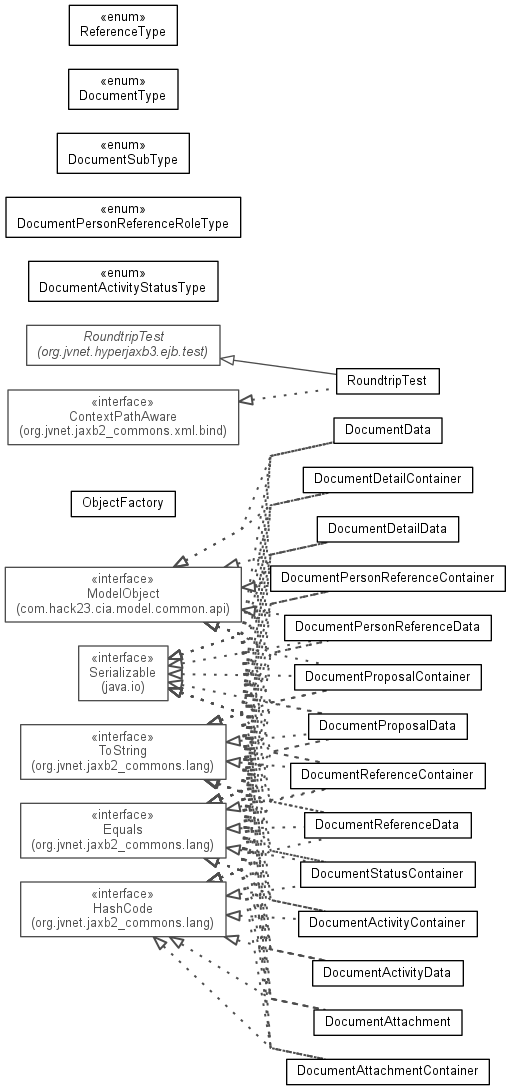 «enum»
ReferenceType
«enum»
DocumentType
«enum»
DocumentSubType
«enum»
DocumentPersonReferenceRoleType
«enum»
DocumentActivityStatusType
RoundtripTest
(org.jvnet.hyperjaxb3.ejb.test)
RoundtripTest
«interface»
ContextPathAware
(org.jvnet.jaxb2_commons.xml.bind)
DocumentData
DocumentDetailContainer
ObjectFactory
DocumentDetailData
«interface»
ModelObject
(com.hack23.cia.model.common.api)
DocumentPersonReferenceContainer
DocumentPersonReferenceData
«interface»
Serializable
(java.io)
DocumentProposalContainer
DocumentProposalData
«interface»
ToString
(org.jvnet.jaxb2_commons.lang)
DocumentReferenceContainer
«interface»
Equals
(org.jvnet.jaxb2_commons.lang)
DocumentReferenceData
DocumentStatusContainer
«interface»
HashCode
(org.jvnet.jaxb2_commons.lang)
DocumentActivityContainer
DocumentActivityData
DocumentAttachment
DocumentAttachmentContainer